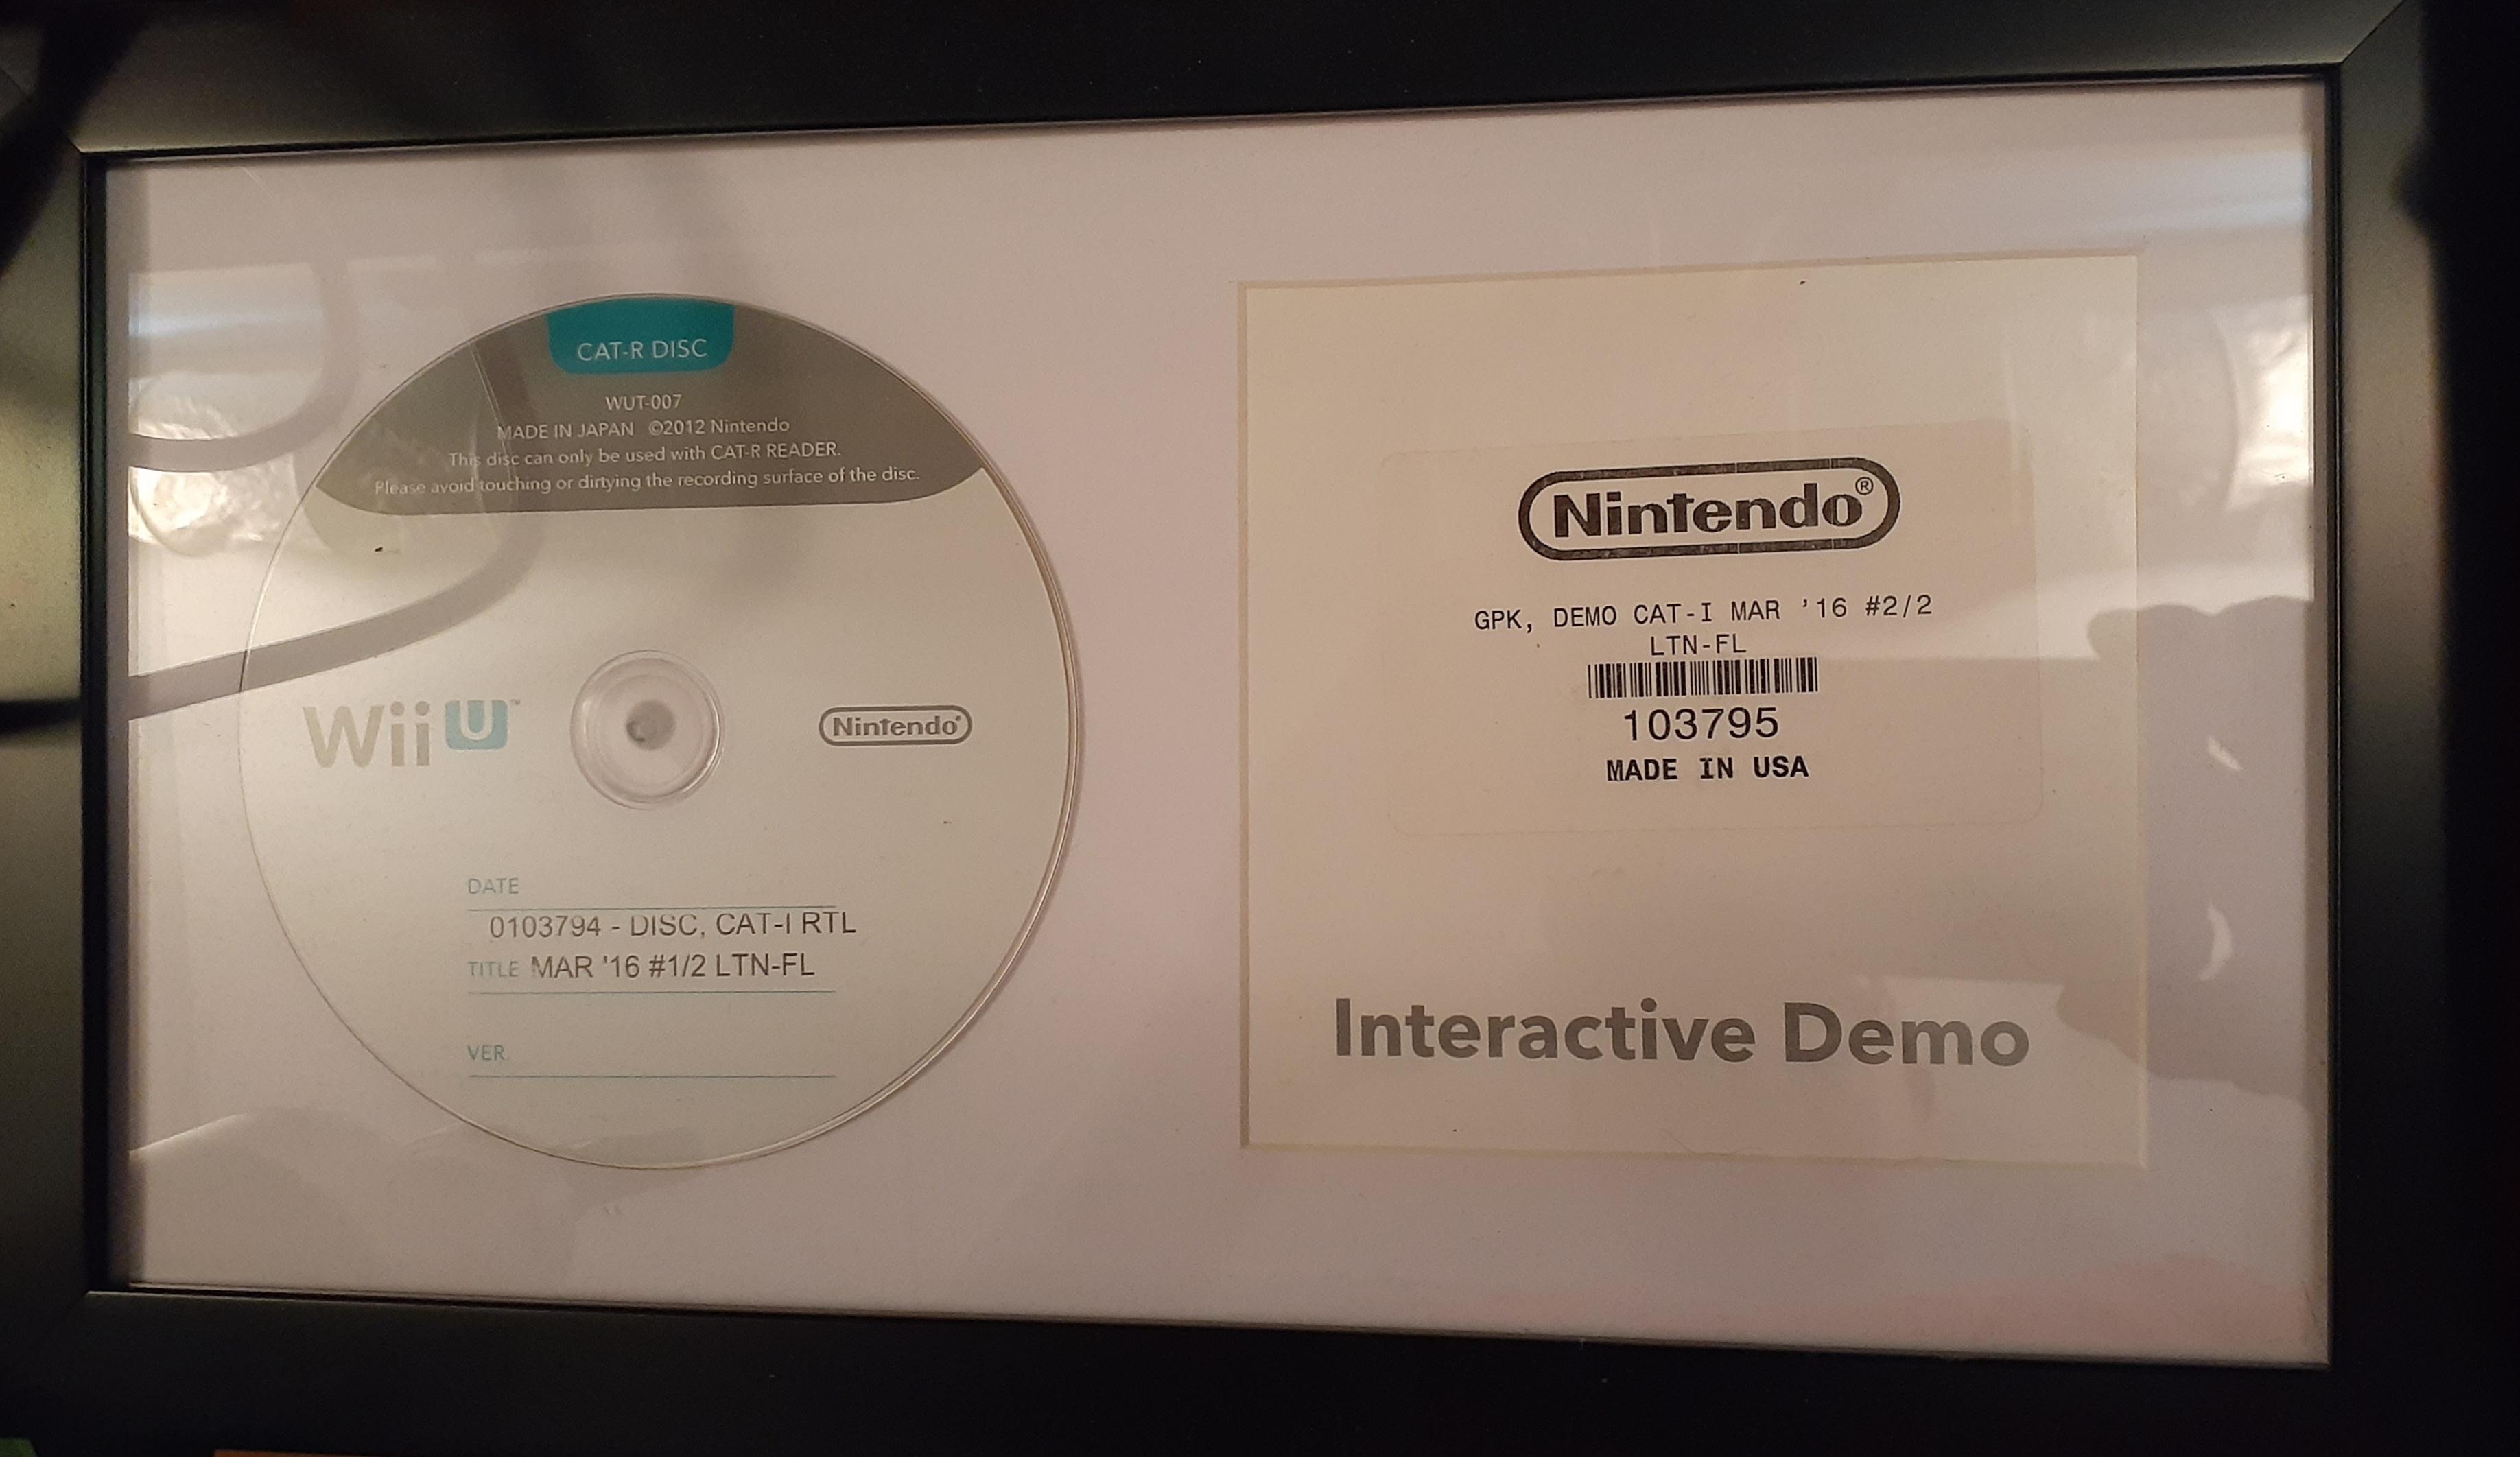 CAT-R DISC
WUT-007
MADE IN JAPAN ©2012 Nintendo
This disc can only be used with CAT-R READER.
Please avoid touching or dirtying the recording surface of the disc.
Wii U™
Nintendo®
DATE
0103794 - DISC, CAT-I RTL
TITLE MAR '16 #1/2 LTN-FL
VER.
Nintendo®
GPK, DEMO CAT-I MAR '16 #2/2
LTN-FL
103795
MADE IN USA
Interactive Demo